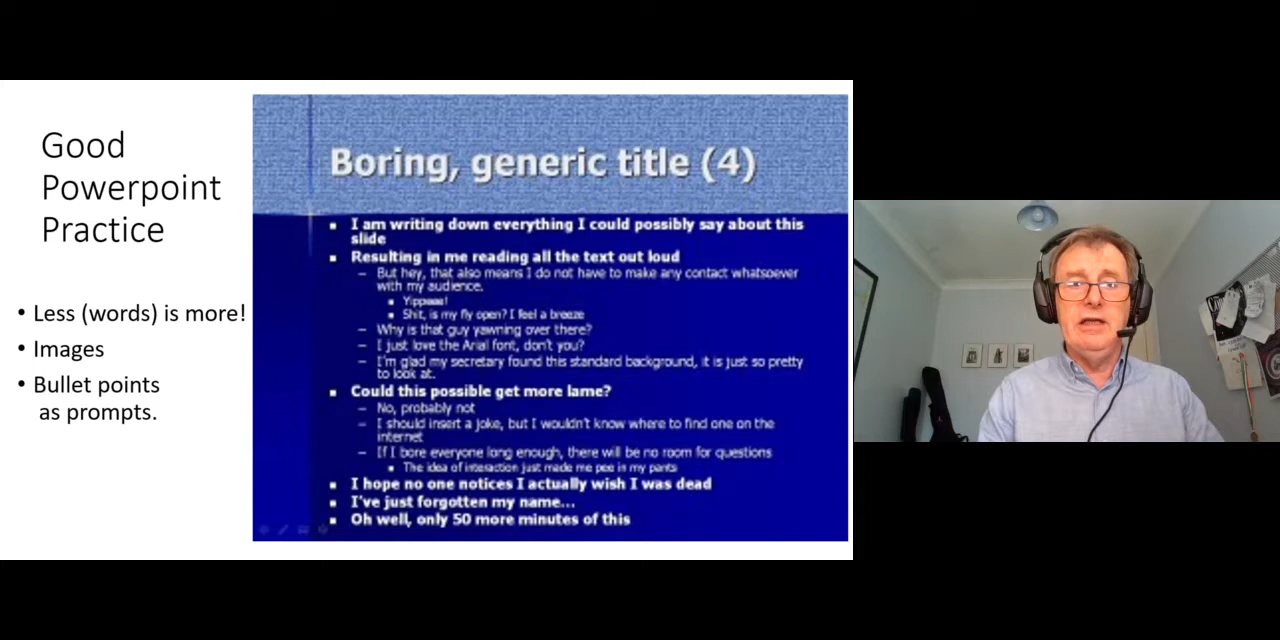 Good
Powerpoint
Practice
• Less (words) is more!
• Images
• Bullet points
as prompts.
Boring, generic title (4)
I am writing down everything I could possibly say about this
slide
Resulting in me reading all the text out loud
– But hey, that also means I do not have to make any contact whatsoever
with my audience.
Yippeee!
Shit, is my fly open? I feel a breeze
– Why is that guy yawning over there?
– I just love the Arial font, don't you?
– I'm glad my secretary found this standard background, it is just so pretty
to look at.
Could this possible get more lame?
– No, probably not
– I should insert a joke, but I wouldn't know where to find one on the
internet
– If I bore everyone long enough, there will be no room for questions
The idea of interaction just made me pee in my pants
I hope no one notices I actually wish I was dead
I've just forgotten my name...
Oh well, only 50 more minutes of this